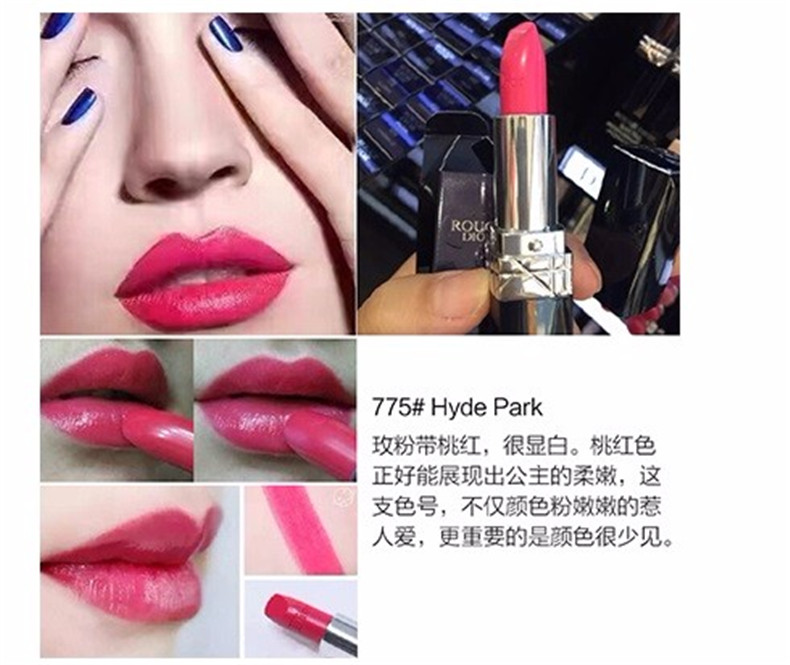 ROUG
DIO
775# Hyde Park
玫粉带桃红，很显白。桃红色
正好能展现出公主的柔嫩，这
支色号，不仅颜色粉嫩嫩的惹
人爱，更重要的是颜色很少见。